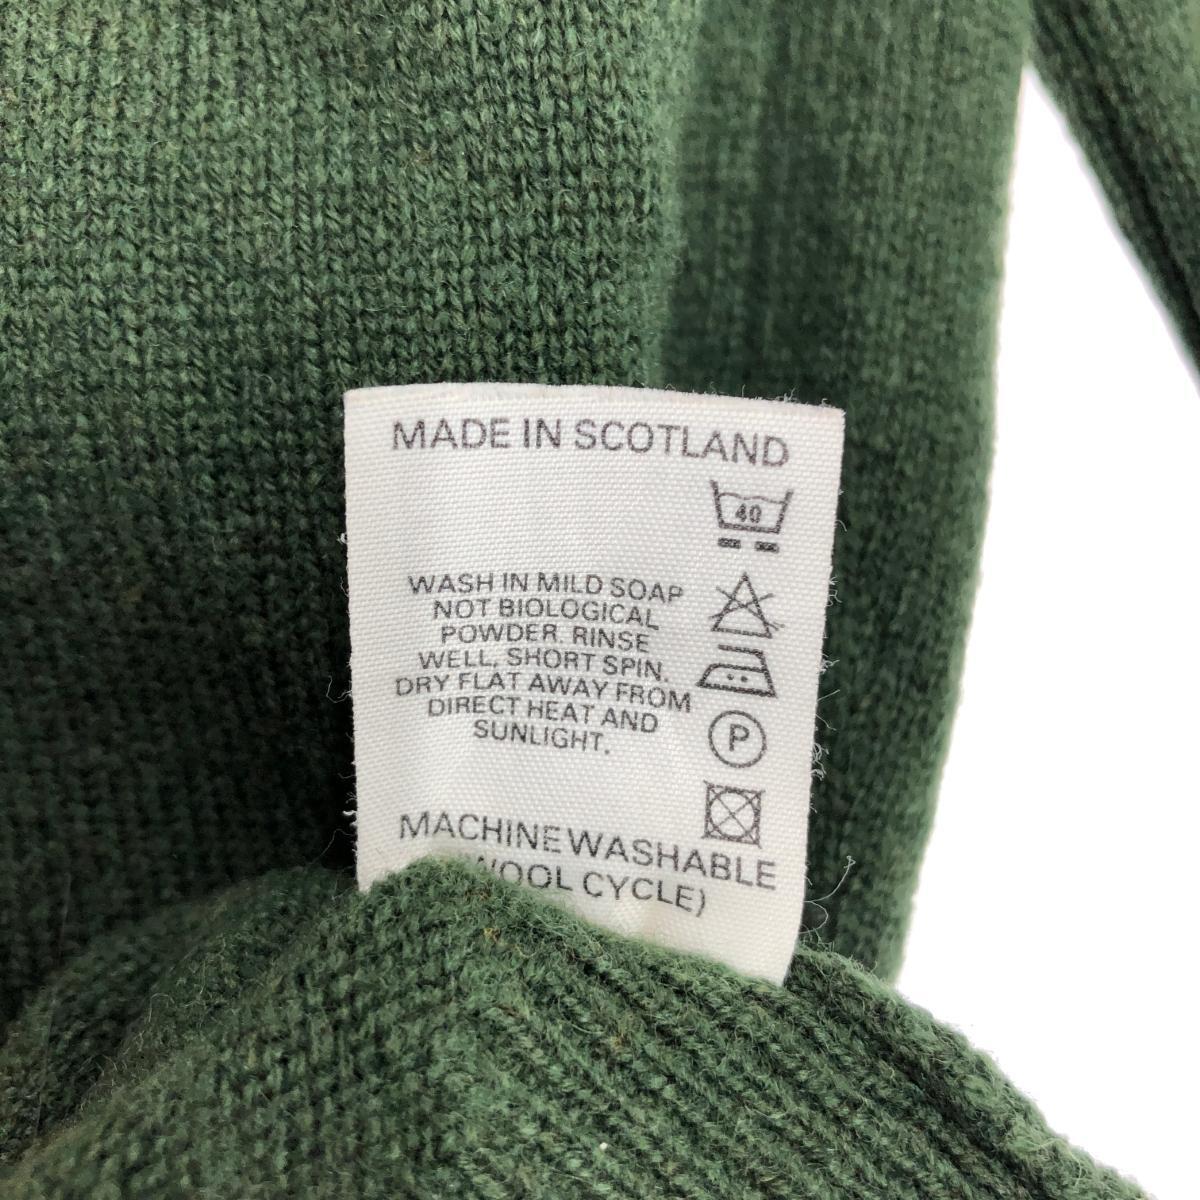 MADE IN SCOTLAND
40
WASH IN MILD SOAP
NOT BIOLOGICAL
POWDER. RINSE
WELL, SHORT SPIN.
DRY FLAT AWAY FROM
DIRECT HEAT AND
SUNLIGHT.
P
MACHINE WASHABLE
WOOL CYCLE)